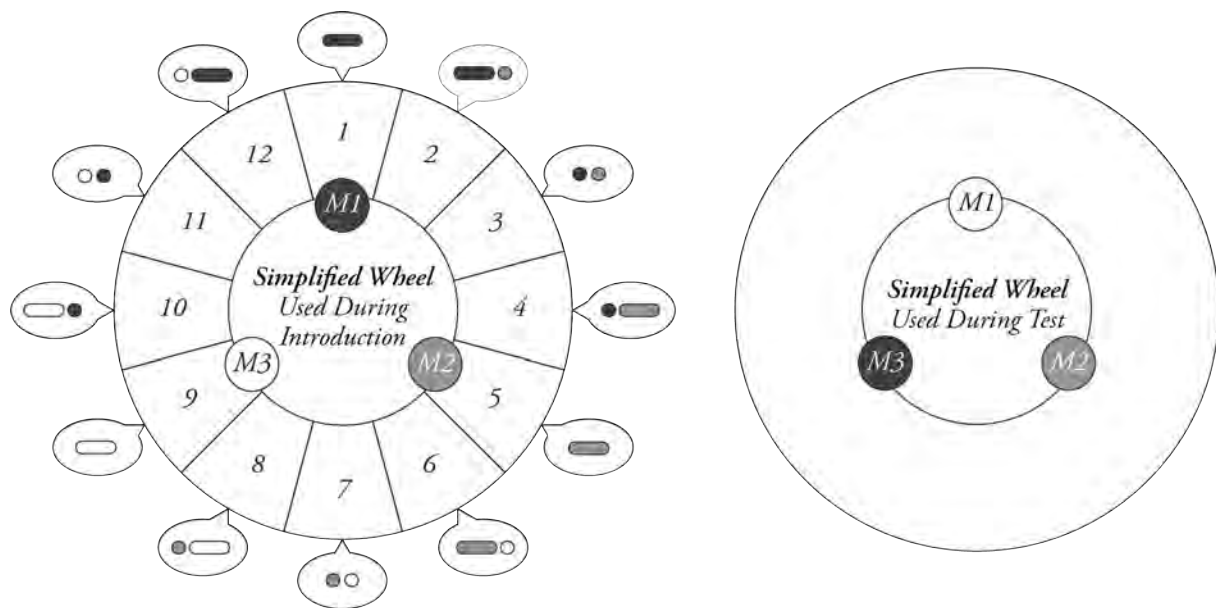 1
2
3
4
5
6
7
8
9
10
11
12
M1
M2
M3
Simplified Wheel
Used During
Introduction
M1
M2
M3
Simplified Wheel
Used During Test